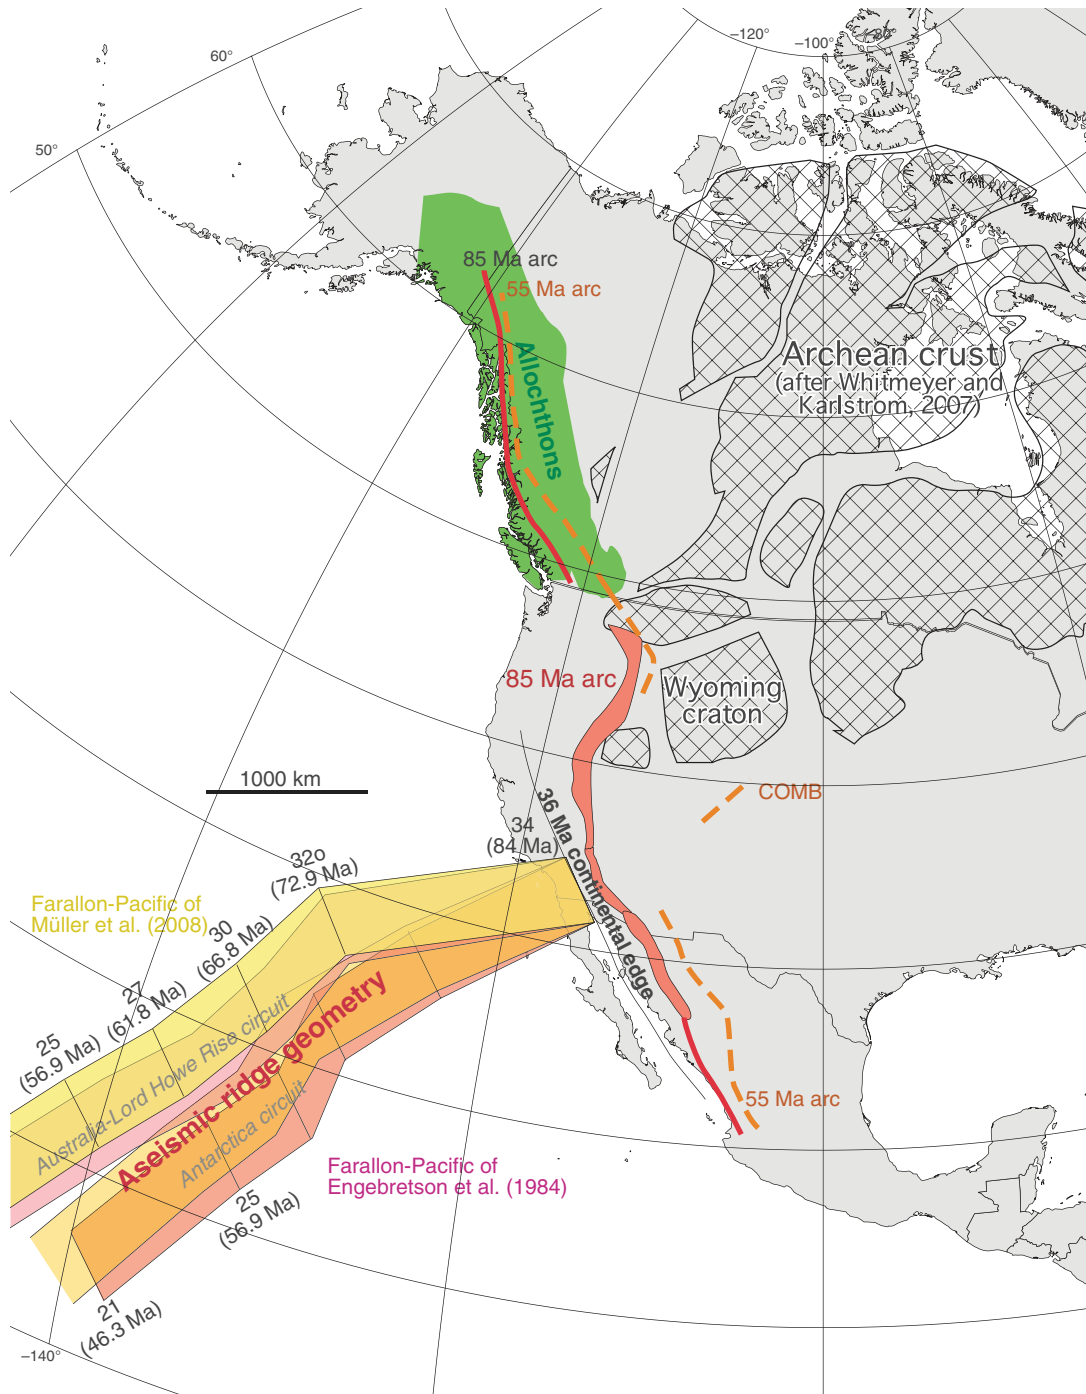 −120°
−100°
−80°
60°
50°
85 Ma arc
55 Ma arc
Allochthons
Archean crust
(after Whitmeyer and
Karlstrom, 2007)
85 Ma arc
Wyoming
craton
1000 km
COMB
36 Ma continental edge
34
(84 Ma)
32o
(72.9 Ma)
Farallon-Pacific of
Müller et al. (2008)
30
(66.8 Ma)
27
(61.8 Ma)
25
(56.9 Ma)
Australia-Lord Howe Rise circuit
Aseismic ridge geometry
Antarctica circuit
55 Ma arc
Farallon-Pacific of
Engebretson et al. (1984)
25
(56.9 Ma)
21
(46.3 Ma)
−140°